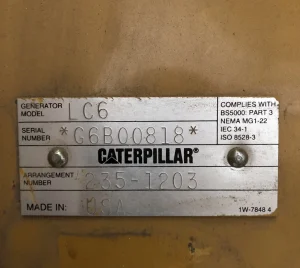 GENERATOR MODEL LC6
SERIAL NUMBER *G6B00818*
COMPLIES WITH
BS5000: PART 3
NEMA MG1-22
IEC 34-1
ISO 8528-3
CATERPILLAR®
ARRANGEMENT NUMBER 235-1203
MADE IN: USA
1W-7848 4